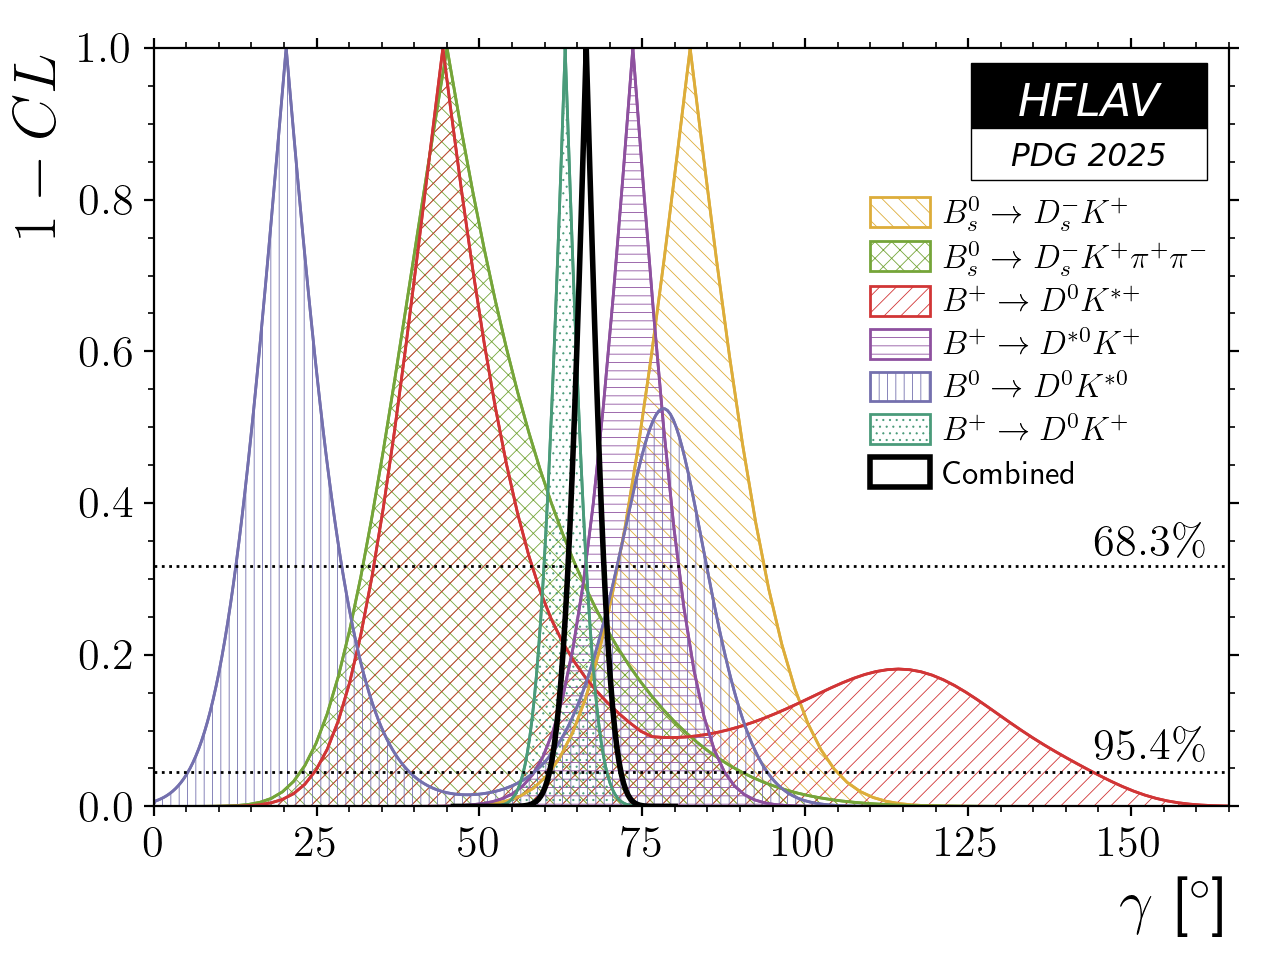 1 − CL
1.0
0.8
0.6
0.4
0.2
0.0
HFLAV
PDG 2025
B⁰ₛ → D⁻ₛK⁺
B⁰ₛ → D⁻ₛK⁺π⁺π⁻
B⁺ → D⁰K*⁺
B⁺ → D*⁰K⁺
B⁰ → D⁰K*⁰
B⁺ → D⁰K⁺
Combined
68.3%
95.4%
0 25 50 75 100 125 150
γ [°]